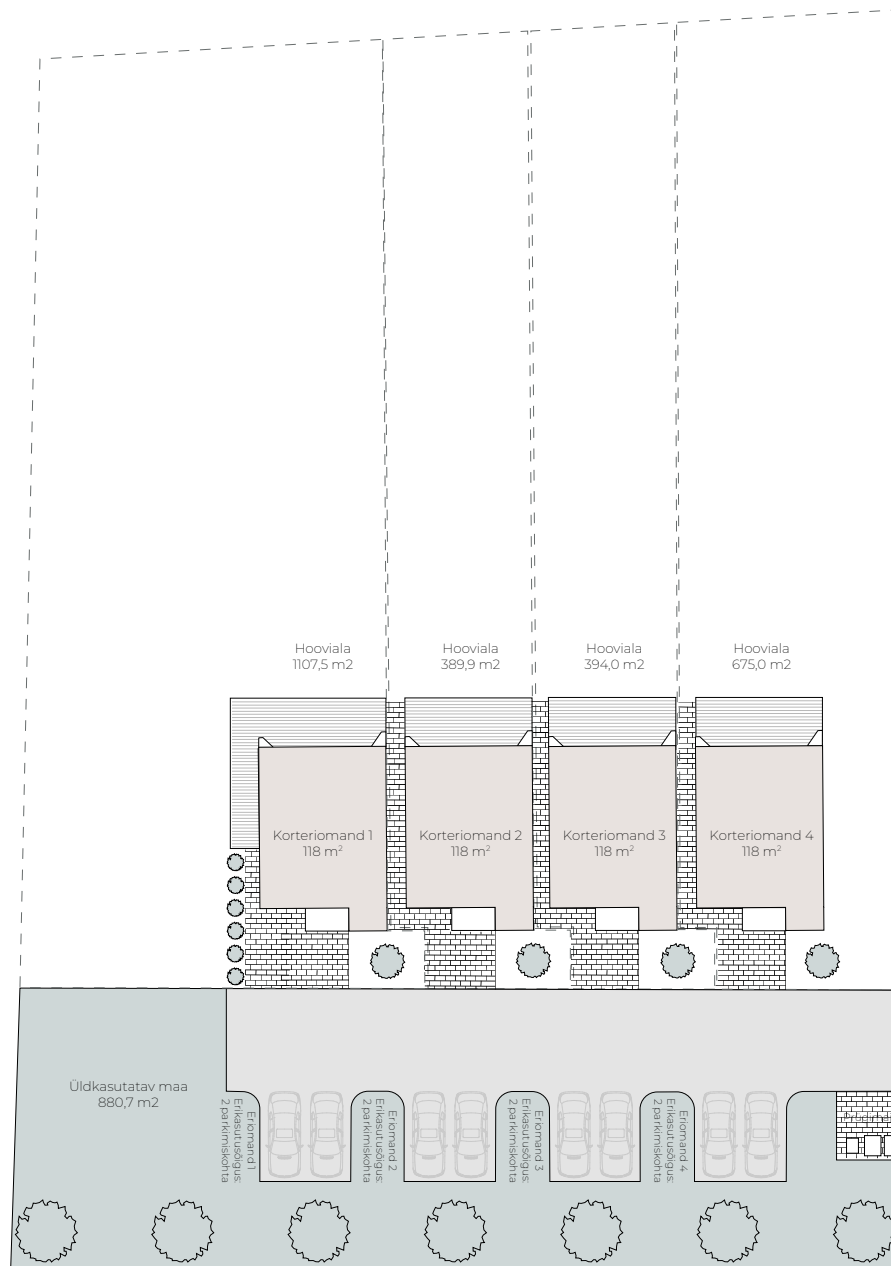 Hooviala
1107,5 m2
Hooviala
389,9 m2
Hooviala
394,0 m2
Hooviala
675,0 m2
Korteriomand 1
118 m²
Korteriomand 2
118 m²
Korteriomand 3
118 m²
Korteriomand 4
118 m²
Üldkasutatav maa
880,7 m2
Eriomand 1
Erikasutusõigus:
2 parkimiskohta
Eriomand 2
Erikasutusõigus:
2 parkimiskohta
Eriomand 3
Erikasutusõigus:
2 parkimiskohta
Eriomand 4
Erikasutusõigus:
2 parkimiskohta